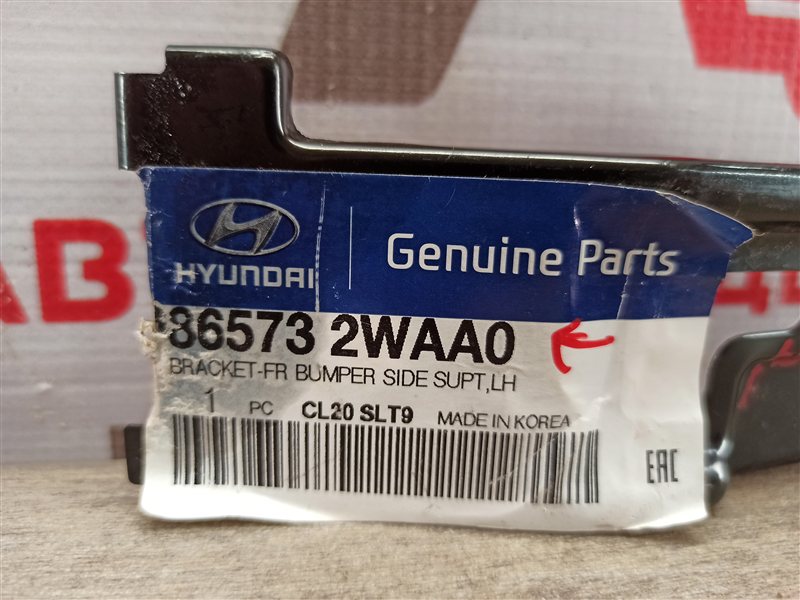 HYUNDAI
Genuine Parts
86573 2WAA0
BRACKET-FR BUMPER SIDE SUPT,LH
1 PC CL20 SLT9 MADE IN KOREA
EAC
АВ